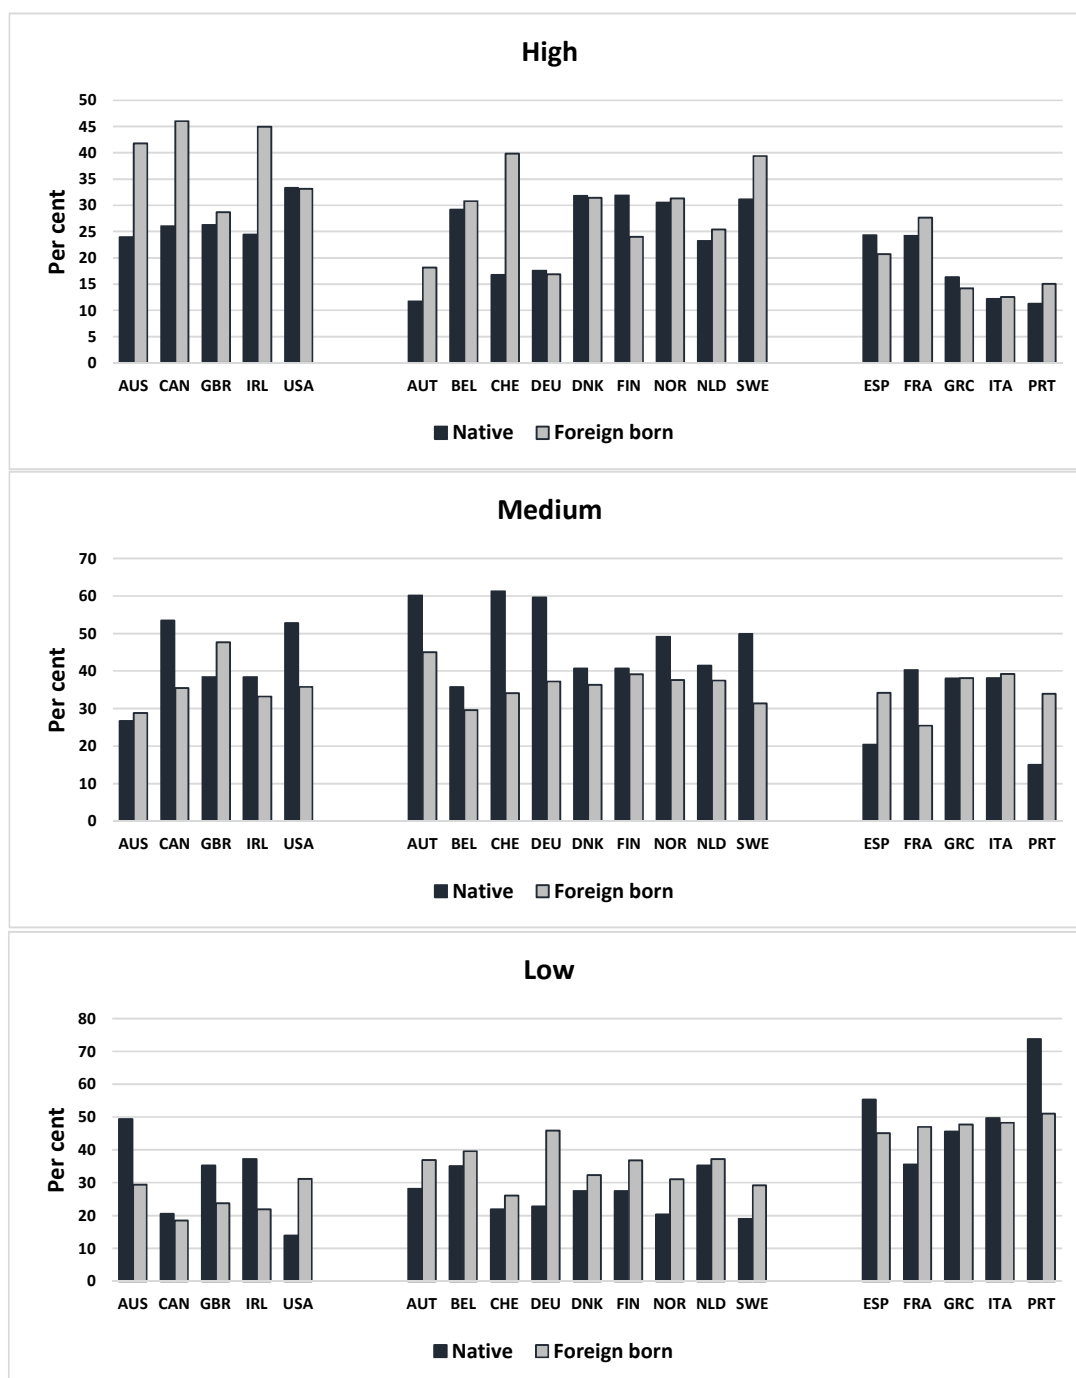 High
Per cent
50
45
40
35
30
25
20
15
10
5
0
AUS CAN GBR IRL USA AUT BEL CHE DEU DNK FIN NOR NLD SWE ESP FRA GRC ITA PRT
Native Foreign born
Medium
Per cent
70
60
50
40
30
20
10
0
AUS CAN GBR IRL USA AUT BEL CHE DEU DNK FIN NOR NLD SWE ESP FRA GRC ITA PRT
Native Foreign born
Low
Per cent
80
70
60
50
40
30
20
10
0
AUS CAN GBR IRL USA AUT BEL CHE DEU DNK FIN NOR NLD SWE ESP FRA GRC ITA PRT
Native Foreign born